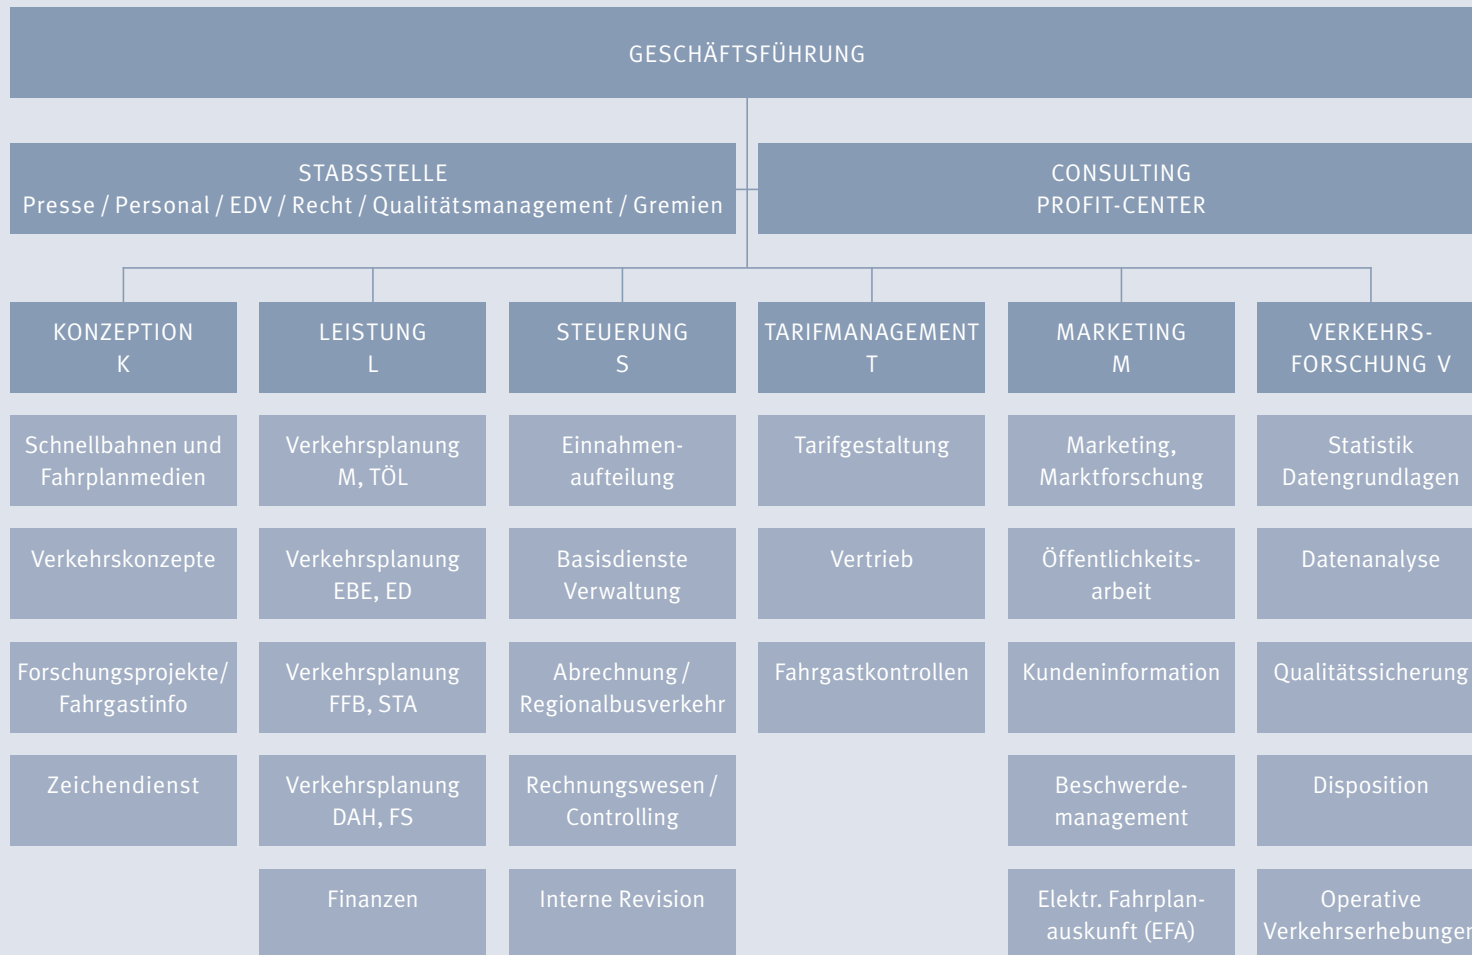 GESCHÄFTSFÜHRUNG
STABSSTELLE
Presse / Personal / EDV / Recht / Qualitätsmanagement / Gremien
CONSULTING
PROFIT-CENTER
KONZEPTION
K
LEISTUNG
L
STEUERUNG
S
TARIFMANAGEMENT
T
MARKETING
M
VERKEHRS-
FORSCHUNG V
Schnellbahnen und
Fahrplanmedien
Verkehrsplanung
M, TÖL
Einnahmen-
aufteilung
Tarifgestaltung
Marketing,
Marktforschung
Statistik
Datengrundlagen
Verkehrskonzepte
Verkehrsplanung
EBE, ED
Basisdienste
Verwaltung
Vertrieb
Öffentlichkeits-
arbeit
Datenanalyse
Forschungsprojekte/
Fahrgastinfo
Verkehrsplanung
FFB, STA
Abrechnung /
Regionalbusverkehr
Fahrgastkontrollen
Kundeninformation
Qualitätssicherung
Zeichendienst
Verkehrsplanung
DAH, FS
Rechnungswesen /
Controlling
Beschwerde-
management
Disposition
Finanzen
Interne Revision
Elektr. Fahrplan-
auskunft (EFA)
Operative
Verkehrserhebungen